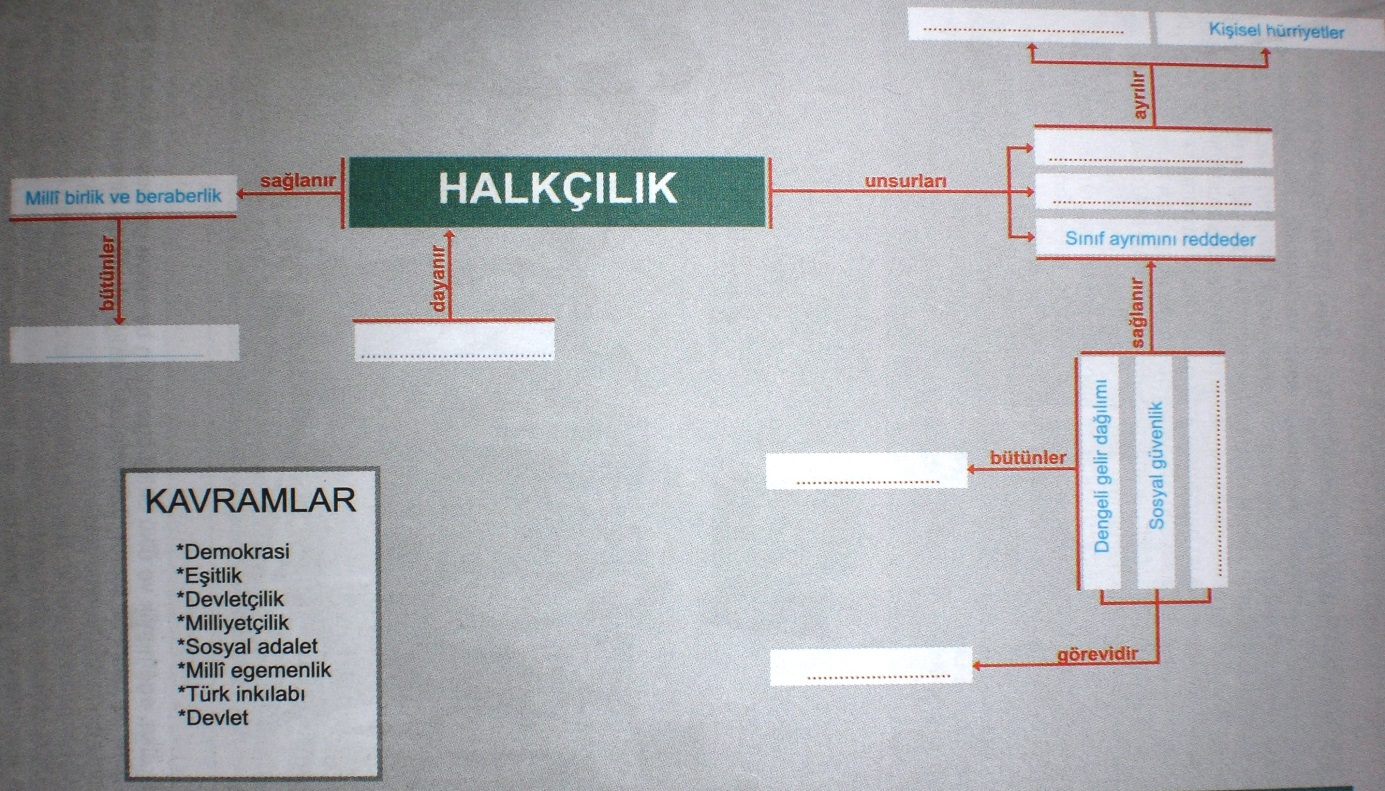 Kişisel hürriyetler
ayrılır
HALKÇILIK
sağlanır
Millî birlik ve beraberlik
unsurları
Sınıf ayrımını reddeder
bütünler
dayanır
sağlanır
Dengeli gelir dağılımı
Sosyal güvenlik
bütünler
görevidir
KAVRAMLAR
*Demokrasi
*Eşitlik
*Devletçilik
*Milliyetçilik
*Sosyal adalet
*Millî egemenlik
*Türk inkılabı
*Devlet